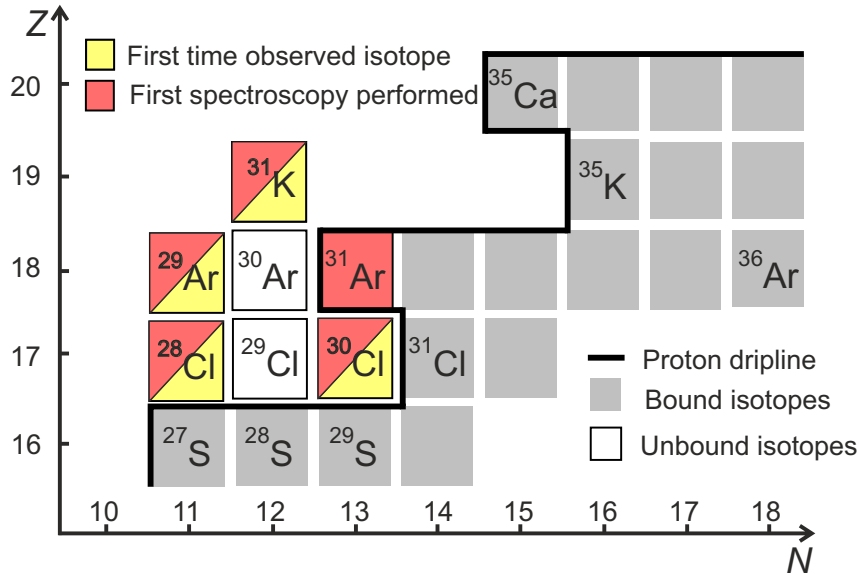 Z
First time observed isotope
First spectroscopy performed
20
³⁵Ca
19
³¹K
³⁵K
18
²⁹Ar
³⁰Ar
³¹Ar
³⁶Ar
17
²⁸Cl
²⁹Cl
³⁰Cl
³¹Cl
Proton dripline
Bound isotopes
Unbound isotopes
16
²⁷S
²⁸S
²⁹S
10 11 12 13 14 15 16 17 18
N